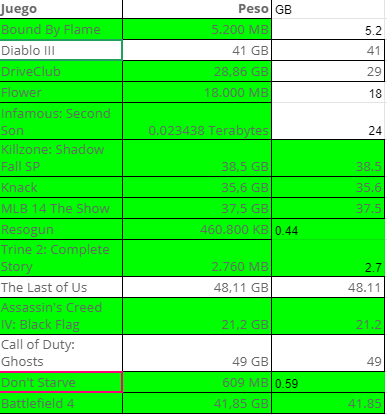 Juego Peso GB
Bound By Flame 5.200 MB 5.2
Diablo III 41 GB 41
DriveClub 28,86 GB 29
Flower 18.000 MB 18
Infamous: Second
Son 0.023438 Terabytes 24
Killzone: Shadow
Fall SP 38,5 GB 38.5
Knack 35,6 GB 35.6
MLB 14 The Show 37,5 GB 37.5
Resogun 460.800 KB 0.44
Trine 2: Complete
Story 2.760 MB 2.7
The Last of Us 48,11 GB 48.11
Assassin's Creed
IV: Black Flag 21,2 GB 21.2
Call of Duty:
Ghosts 49 GB 49
Don't Starve 609 MB 0.59
Battlefield 4 41,85 GB 41.85